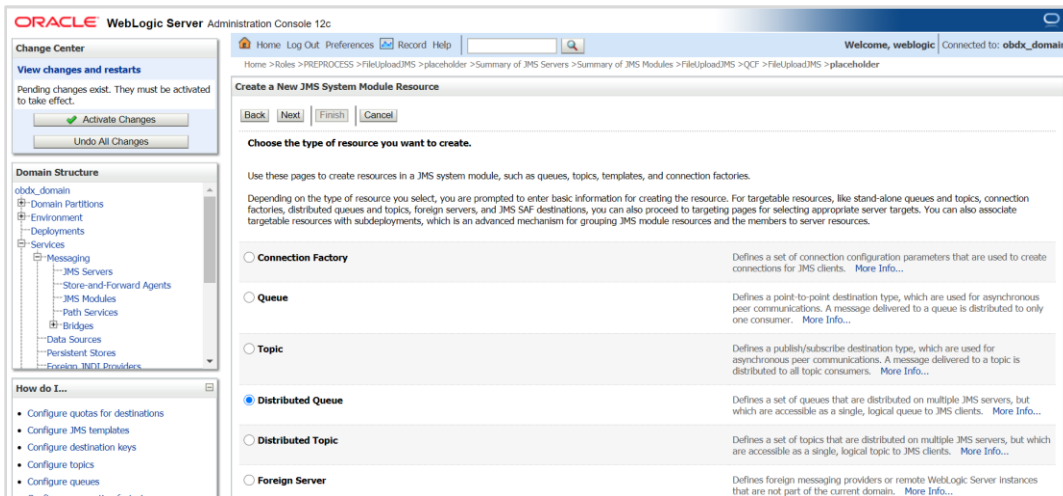 ORACLE WebLogic Server Administration Console 12c
Change Center
View changes and restarts
Pending changes exist. They must be activated
to take effect.
Activate Changes
Undo All Changes
Domain Structure
obdx_domain
Domain Partitions
Environment
Deployments
Services
Messaging
JMS Servers
Store-and-Forward Agents
JMS Modules
Path Services
Bridges
Data Sources
Persistent Stores
Foreign JNDI Providers
How do I...
Configure quotas for destinations
Configure JMS templates
Configure destination keys
Configure topics
Configure queues
Home Log Out Preferences Record Help
Welcome, weblogic Connected to: obdx_domain
Home >Roles >PREPROCESS >FileUploadJMS >placeholder >Summary of JMS Servers >Summary of JMS Modules >FileUploadJMS >QCF >FileUploadJMS >placeholder
Create a New JMS System Module Resource
Back Next Finish Cancel
Choose the type of resource you want to create.
Use these pages to create resources in a JMS system module, such as queues, topics, templates, and connection factories.
Depending on the type of resource you select, you are prompted to enter basic information for creating the resource. For targetable resources, like stand-alone queues and topics, connection
factories, distributed queues and topics, foreign servers, and JMS SAF destinations, you can also proceed to targeting pages for selecting appropriate server targets. You can also associate
targetable resources with subdeployments, which is an advanced mechanism for grouping JMS module resources and the members to server resources.
Connection Factory
Defines a set of connection configuration parameters that are used to create
connections for JMS clients. More Info...
Queue
Defines a point-to-point destination type, which are used for asynchronous
peer communications. A message delivered to a queue is distributed to only
one consumer. More Info...
Topic
Defines a publish/subscribe destination type, which are used for
asynchronous peer communications. A message delivered to a topic is
distributed to all topic consumers. More Info...
Distributed Queue
Defines a set of queues that are distributed on multiple JMS servers, but
which are accessible as a single, logical queue to JMS clients. More Info...
Distributed Topic
Defines a set of topics that are distributed on multiple JMS servers, but which
are accessible as a single, logical topic to JMS clients. More Info...
Foreign Server
Defines foreign messaging providers or remote WebLogic Server instances
that are not part of the current domain. More Info...